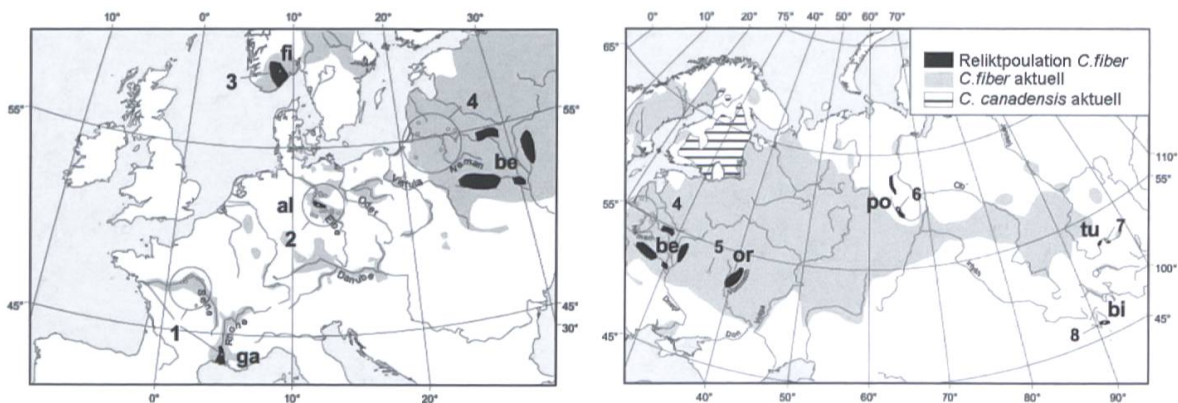 10° 0° 10° 20° 30°
fi
3
55° 4 55°
be
Neman
Vistula
al Oder
Elbe
2
Danube
45° 45°
Seine 30°
Rhone
1
ga
0° 10° 20°
0° 10° 20° 75° 40° 50° 60° 70°
65°
Reliktpoulation C.fiber
C.fiber aktuell
C. canadensis aktuell
110°
55°
6 Ob
55° 4 po
tu 7
be 5 or
100°
bi
45°
Don
8
45°
40° 50° 60° 70° 80° 90°